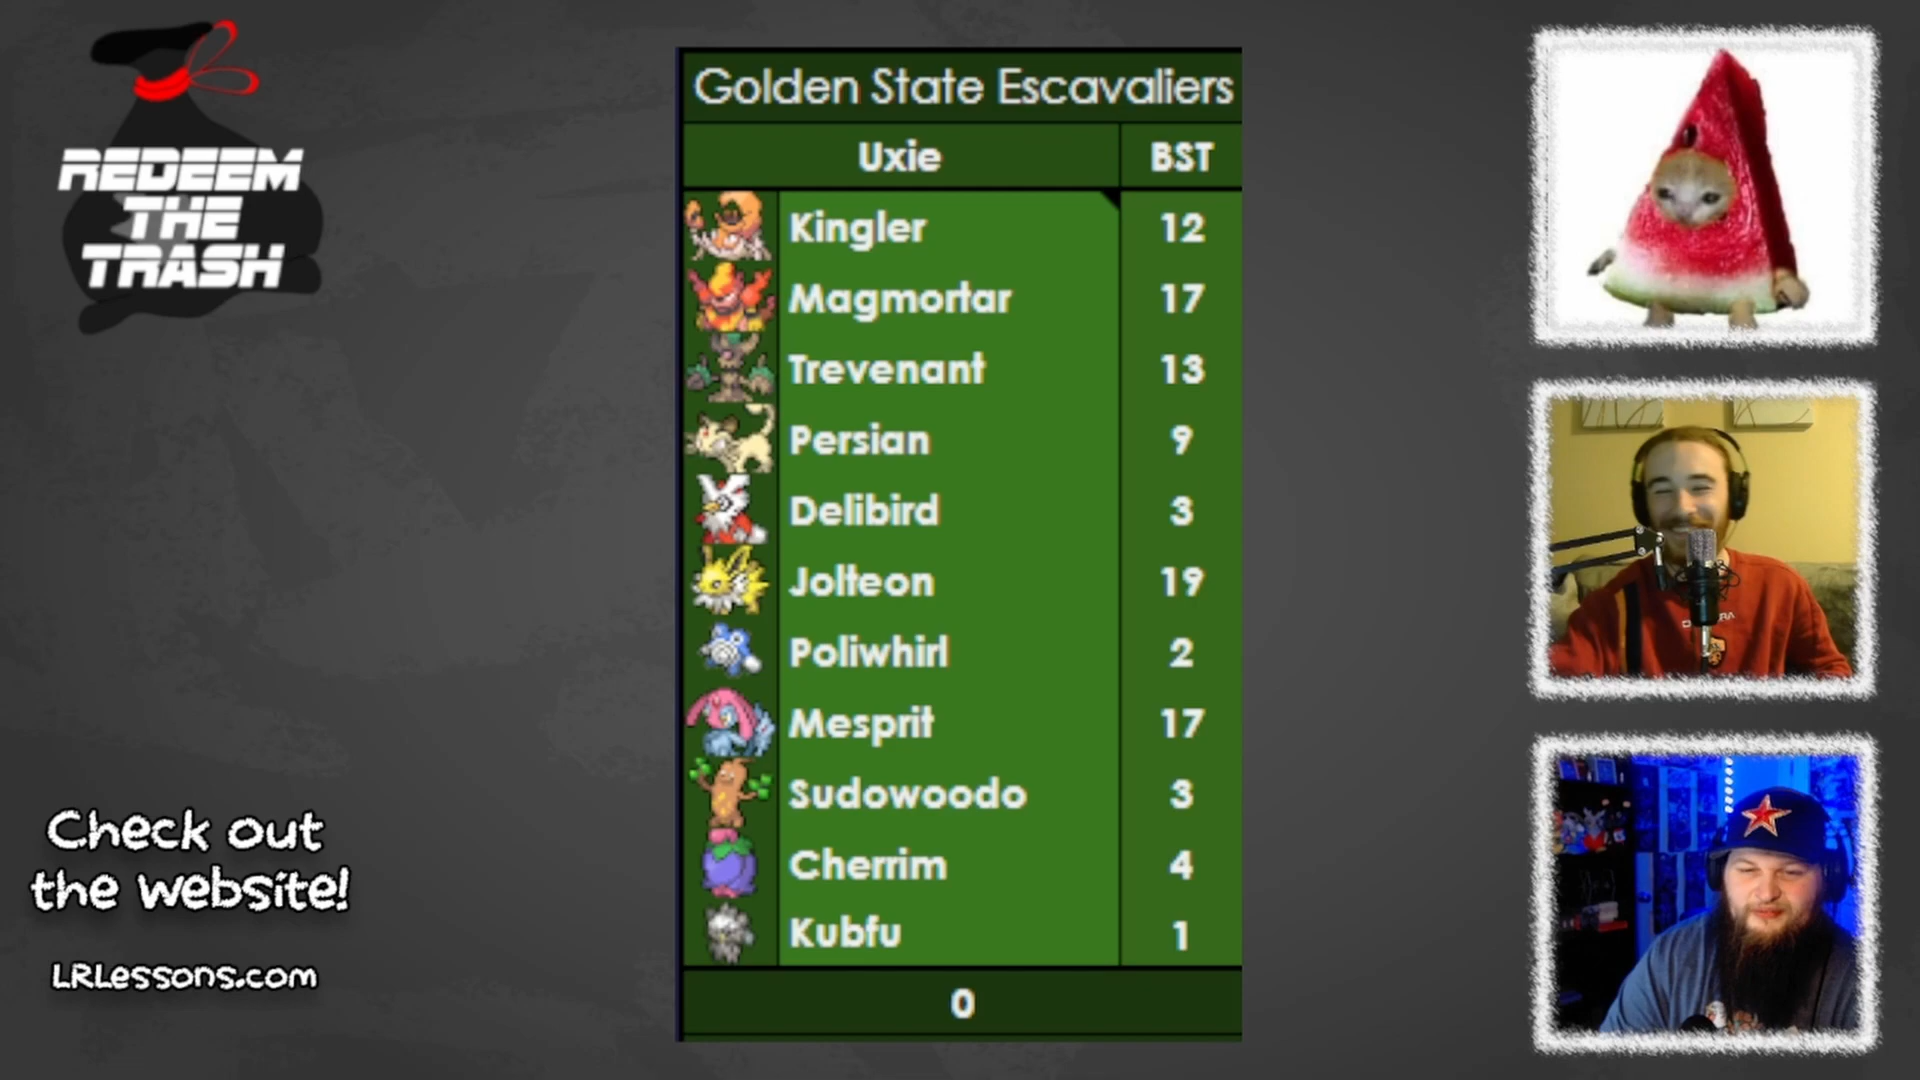 REDEEM
THE
TRASH
Golden State Escavaliers
Uxie BST
Kingler 12
Magmortar 17
Trevenant 13
Persian 9
Delibird 3
Jolteon 19
Poliwhirl 2
Mesprit 17
Sudowoodo 3
Cherrim 4
Kubfu 1
0
Check out
the website!
LRLessons.com